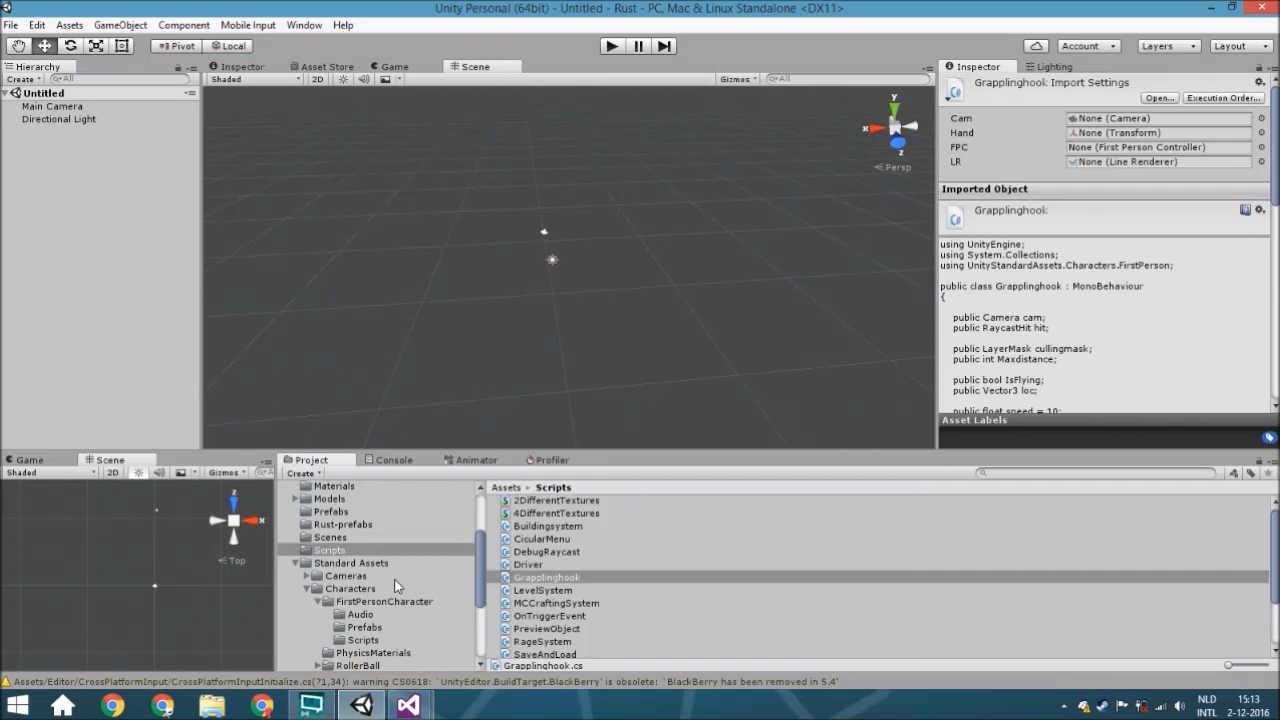 Unity Personal (64bit) - Untitled - Rust - PC, Mac & Linux Standalone <DX11>
File Edit Assets GameObject Component Mobile Input Window Help
Pivot Local Account Layers Layout
Hierarchy Inspector Asset Store Game Scene Inspector Lighting
Create All Shaded 2D Gizmos All
Untitled
Main Camera
Directional Light
y
x
z
Persp
Grapplinghook Import Settings
Open... Execution Order...
Cam None (Camera)
Hand None (Transform)
FPC None (First Person Controller)
LR None (Line Renderer)
Imported Object
Grapplinghook
using UnityEngine;
using System.Collections;
using UnityStandardAssets.Characters.FirstPerson;
public class Grapplinghook : MonoBehaviour
{
public Camera cam;
public RaycastHit hit;
public LayerMask cullingmask;
public int Maxdistance;
public bool IsFlying;
public Vector3 loc;
public float speed = 10;
Asset Labels
Game Scene
Shaded 2D Gizmos
z
x
Top
Project Console Animator Profiler
Create
Materials
Models
Prefabs
Rust-prefabs
Scenes
Scripts
Standard Assets
Cameras
Characters
FirstPersonCharacter
Audio
Prefabs
Scripts
PhysicsMaterials
RollerBall
Assets Scripts
2DifferentTextures
4DifferentTextures
Buildingsystem
CicularMenu
DebugRaycast
Driver
Grapplinghook
LevelSystem
MCCraftingSystem
OnTriggerEvent
PreviewObject
RageSystem
SaveAndLoad
Grapplinghook.cs
Assets/Editor/CrossPlatformInput/CrossPlatformInputInitialize.cs(71,34): warning CS0618: `UnityEditor.BuildTarget.BlackBerry' is obsolete: `BlackBerry has been removed in 5.4'
NLD 15:13
INTL 2-12-2016